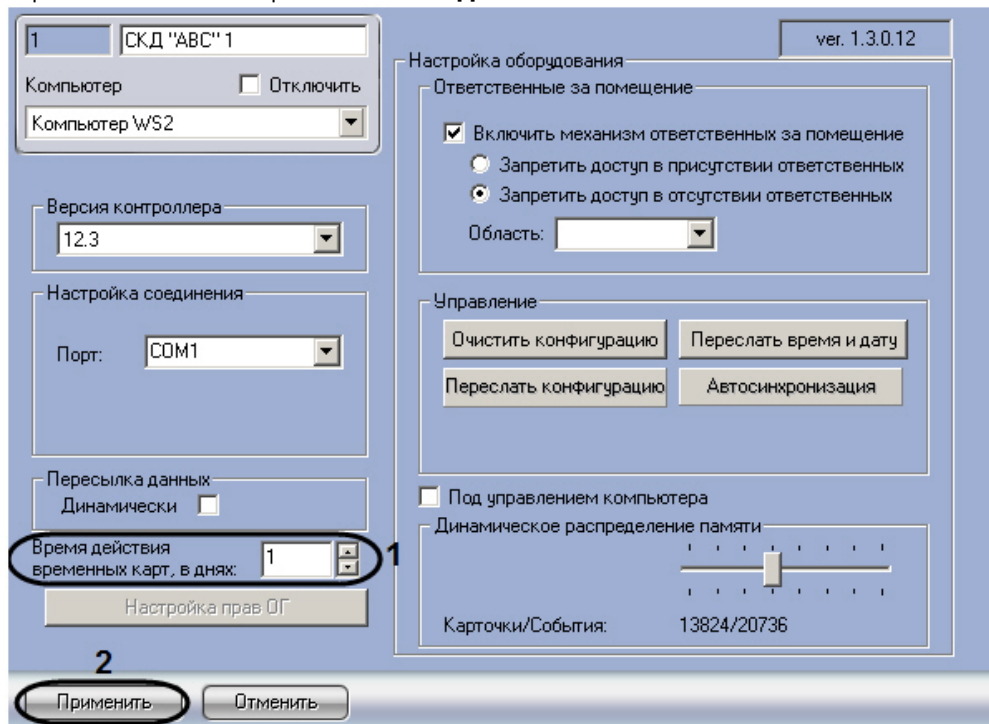 1
СКД "ABC" 1
ver. 1.3.0.12
Компьютер
Отключить
Компьютер WS2
Настройка оборудования
Ответственные за помещение
Включить механизм ответственных за помещение
Запретить доступ в присутствии ответственных
Запретить доступ в отсутствии ответственных
Область:
Версия контроллера
12.3
Настройка соединения
Порт:
COM1
Управление
Очистить конфигурацию
Переслать время и дату
Переслать конфигурацию
Автосинхронизация
Пересылка данных
Динамически
Под управлением компьютера
Динамическое распределение памяти
Время действия
временных карт, в днях:
1
1
Настройка прав ОГ
Карточки/События:
13824/20736
2
Применить
Отменить